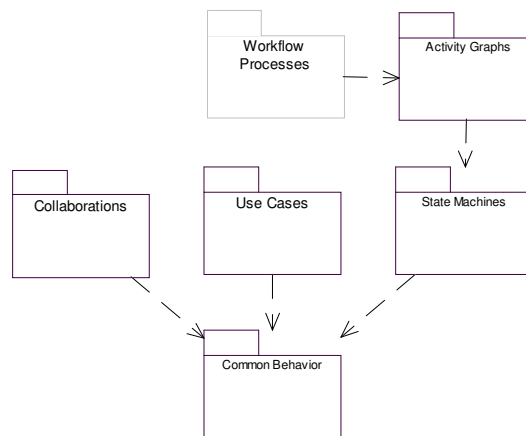 Workflow
Processes
Activity Graphs
Collaborations
Use Cases
State Machines
Common Behavior